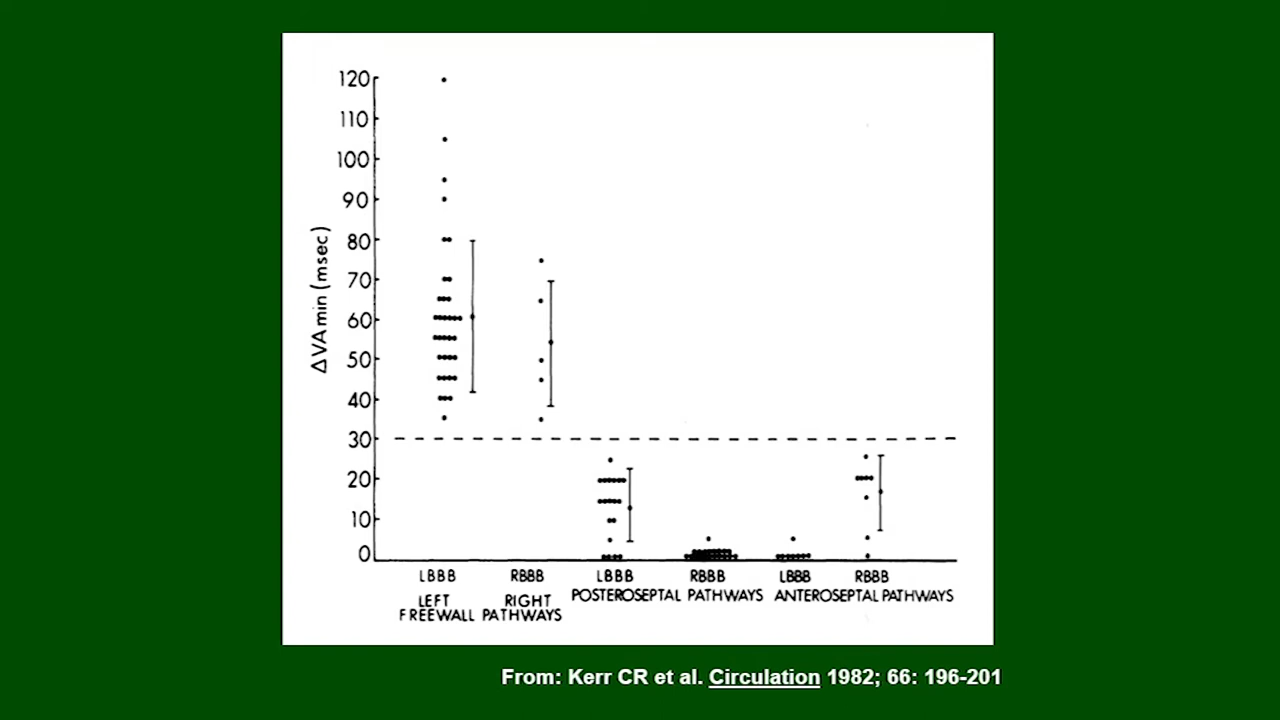 120
110
100
90
80
70
60
50
40
30
20
10
0
ΔVA min (msec)
LBBB RBBB LBBB RBBB LBBB RBBB
LEFT RIGHT POSTEROSEPTAL PATHWAYS ANTEROSEPTAL PATHWAYS
FREEWALL PATHWAYS
From: Kerr CR et al. Circulation 1982; 66: 196-201